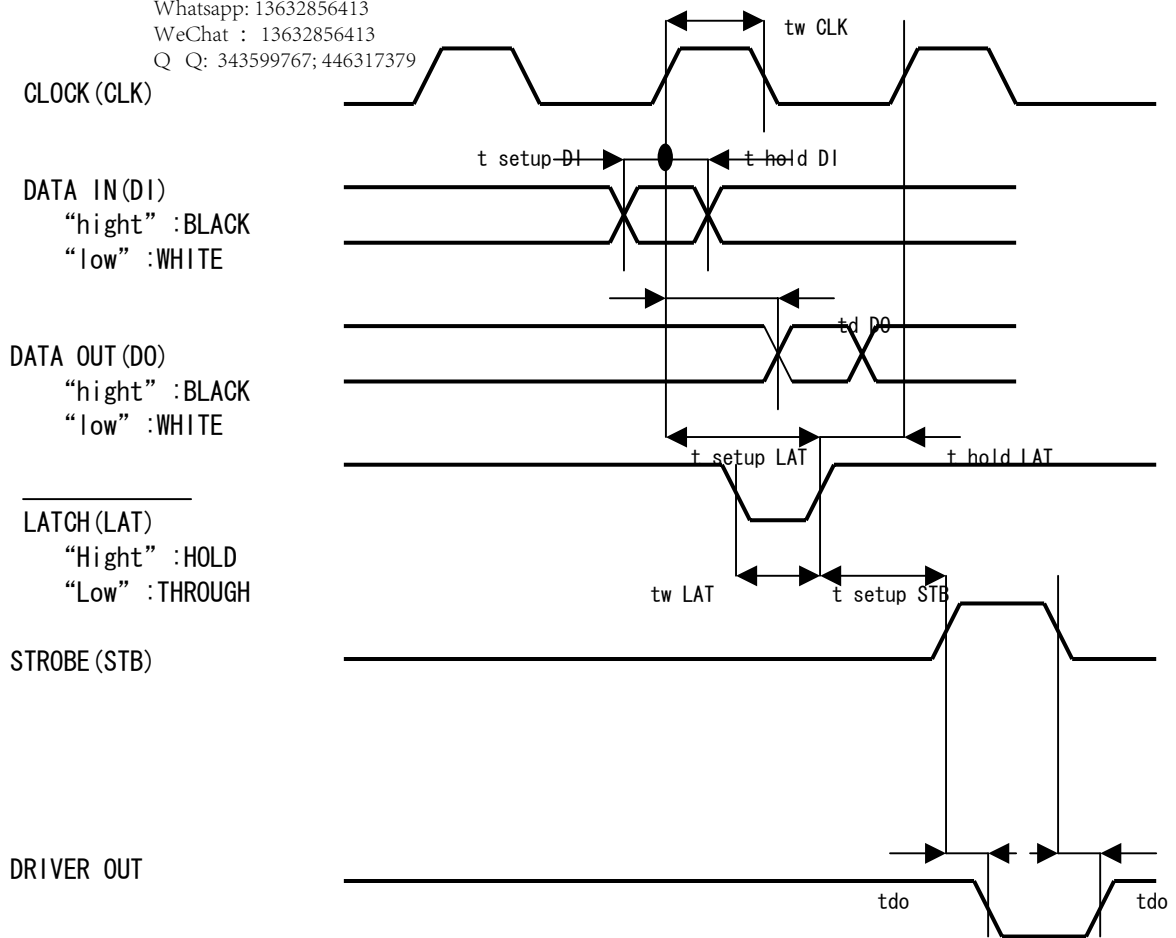 Whatsapp: 13632856413
WeChat : 13632856413
Q Q: 343599767; 446317379
tw CLK
CLOCK(CLK)
t setup DI
t hold DI
DATA IN(DI)
“hight” :BLACK
“low” :WHITE
td DO
DATA OUT(DO)
“hight” :BLACK
“low” :WHITE
t setup LAT
t hold LAT
LATCH(LAT)
“Hight” :HOLD
“Low” :THROUGH
tw LAT
t setup STB
STROBE(STB)
DRIVER OUT
tdo
tdo